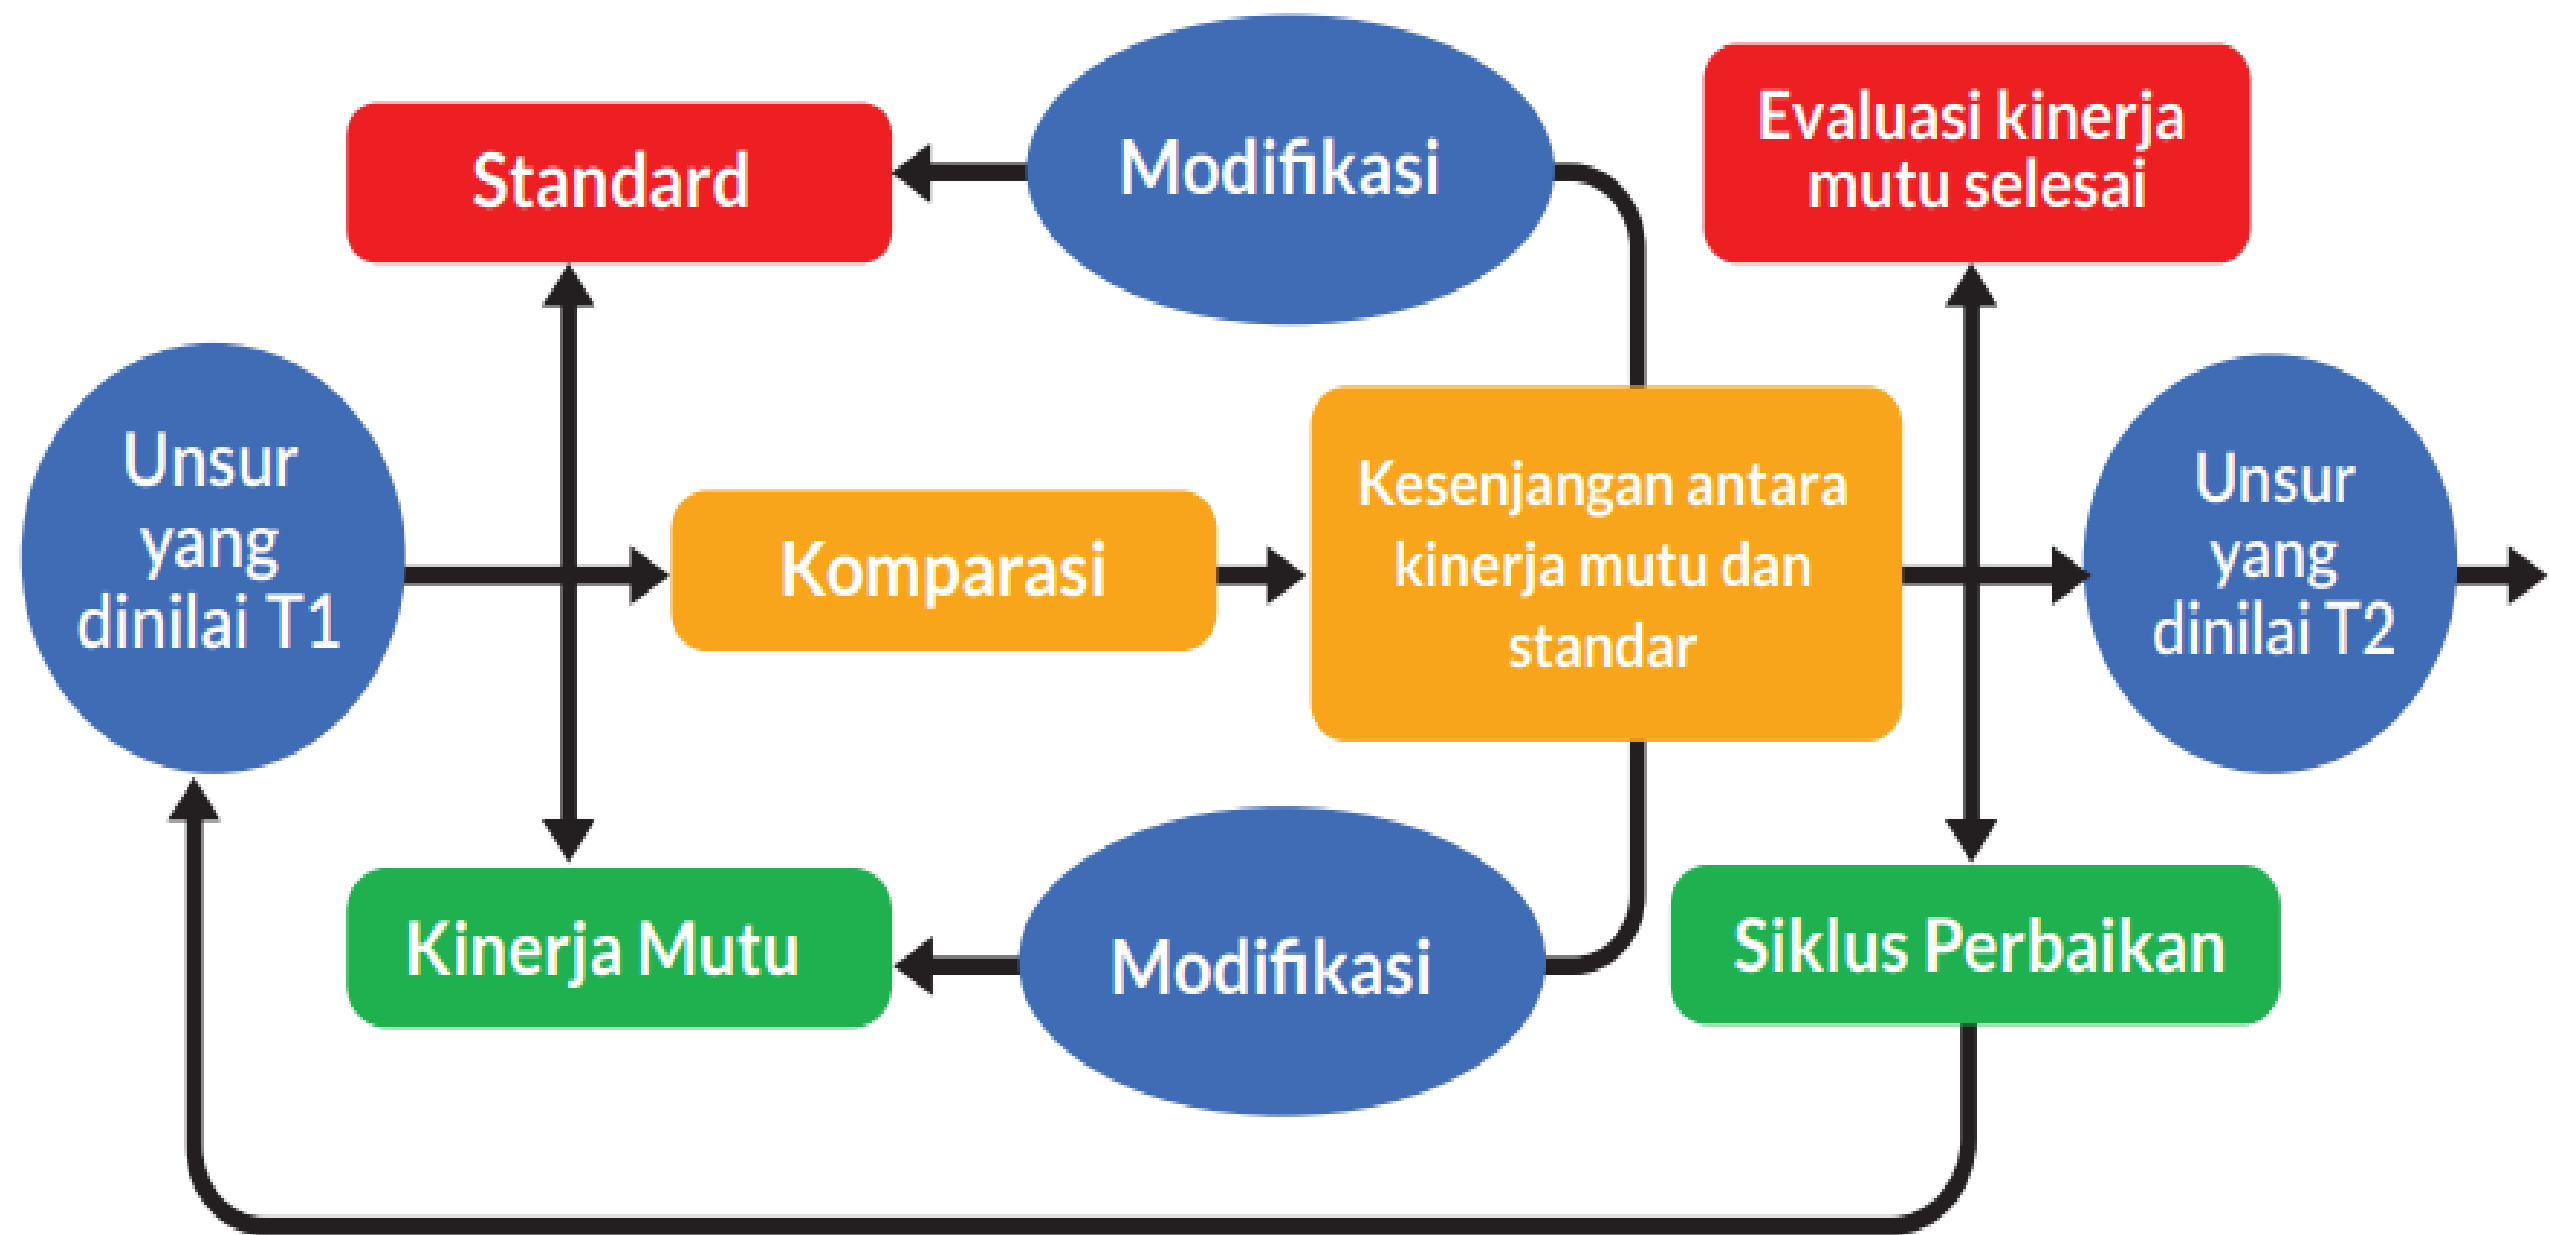 Standard
Modifikasi
Evaluasi kinerja
mutu selesai
Unsur
yang
dinilai T1
Komparasi
Kesenjangan antara
kinerja mutu dan
standar
Unsur
yang
dinilai T2
Kinerja Mutu
Modifikasi
Siklus Perbaikan